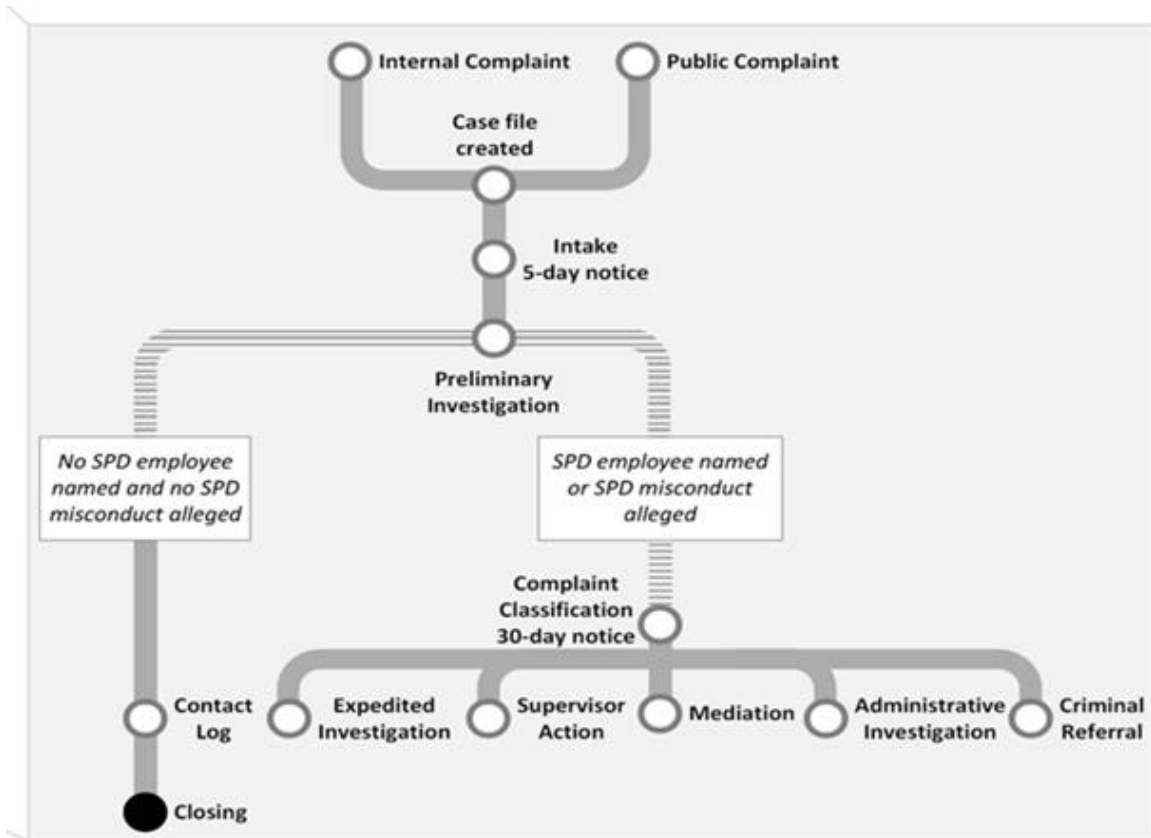 Internal Complaint
Public Complaint
Case file
created
Intake
5-day notice
Preliminary
Investigation
No SPD employee
named and no SPD
misconduct alleged
SPD employee named
or SPD misconduct
alleged
Complaint
Classification
30-day notice
Contact
Log
Expedited
Investigation
Supervisor
Action
Mediation
Administrative
Investigation
Criminal
Referral
Closing